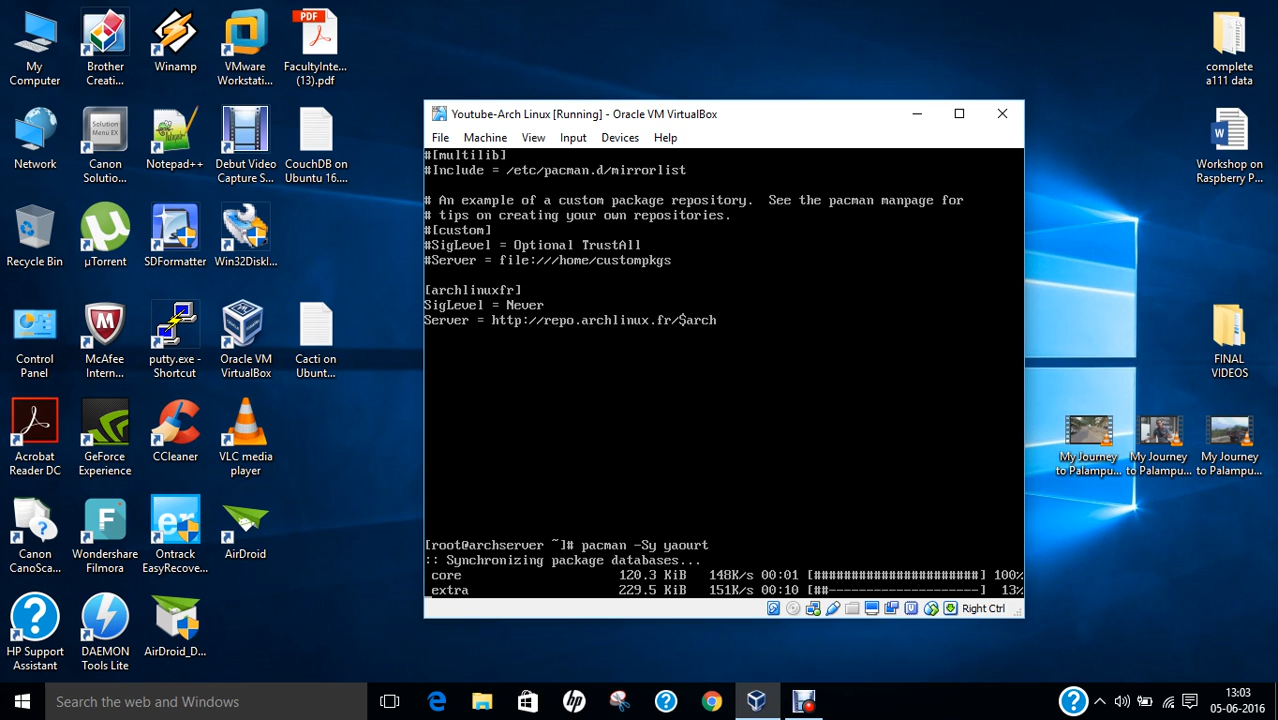 My Computer
Brother Creati...
Winamp
VMware Workstati...
PDF
FacultyInte... (13).pdf
complete a111 data
Network
Solution Menu EX
Canon Solutio...
Notepad++
Debut Video Capture S...
CouchDB on Ubuntu 16....
Workshop on Raspberry P...
Recycle Bin
µTorrent
SDFormatter
Win32DiskI...
Control Panel
McAfee Intern...
putty.exe - Shortcut
Oracle VM VirtualBox
Cacti on Ubunt...
FINAL VIDEOS
Acrobat Reader DC
GeForce Experience
CCleaner
VLC media player
My Journey to Palampu...
My Journey to Palampu...
My Journey to Palampu...
Canon CanoSca...
Wondershare Filmora
er
Ontrack EasyRecove...
AirDroid
HP Support Assistant
DAEMON Tools Lite
AirDroid_D...
Youtube-Arch Linux [Running] - Oracle VM VirtualBox
File Machine View Input Devices Help
#[multilib]
#Include = /etc/pacman.d/mirrorlist
# An example of a custom package repository.  See the pacman manpage for
# tips on creating your own repositories.
#[custom]
#SigLevel = Optional TrustAll
#Server = file:///home/custompkgs
[archlinuxfr]
SigLevel = Never
Server = http://repo.archlinux.fr/$arch
[root@archserver ~]# pacman -Sy yaourt
:: Synchronizing package databases...
core 120.3 KiB 148K/s 00:01 [######################] 100%
extra 229.5 KiB 151K/s 00:10 [##--------------------] 13%
Right Ctrl
Search the web and Windows
13:03
05-06-2016